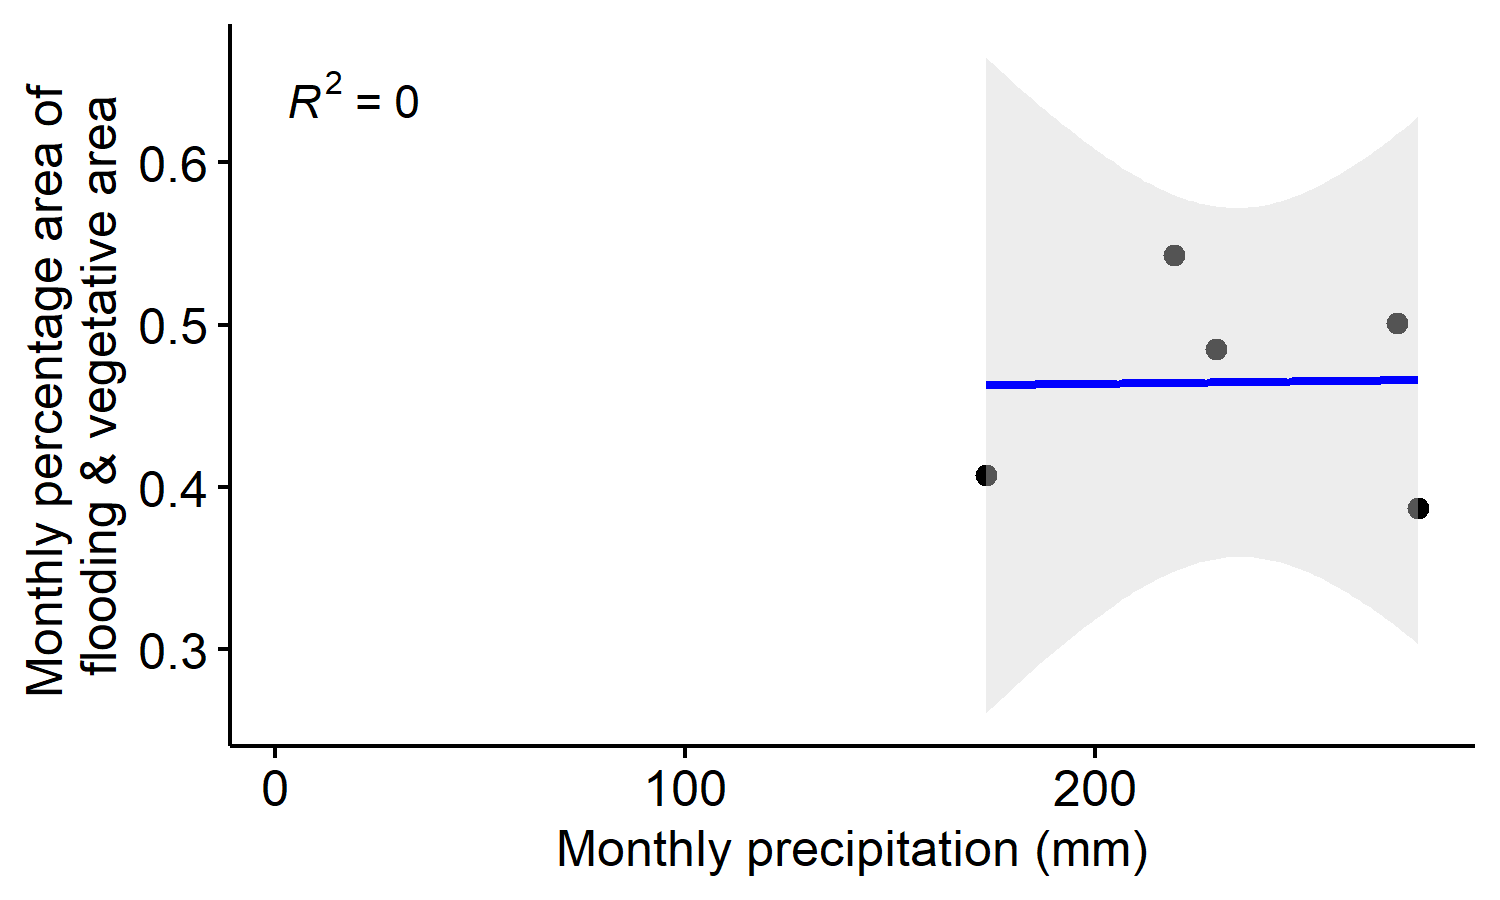 Monthly percentage area of
flooding & vegetative area
R² = 0
0.6
0.5
0.4
0.3
0
100
200
Monthly precipitation (mm)